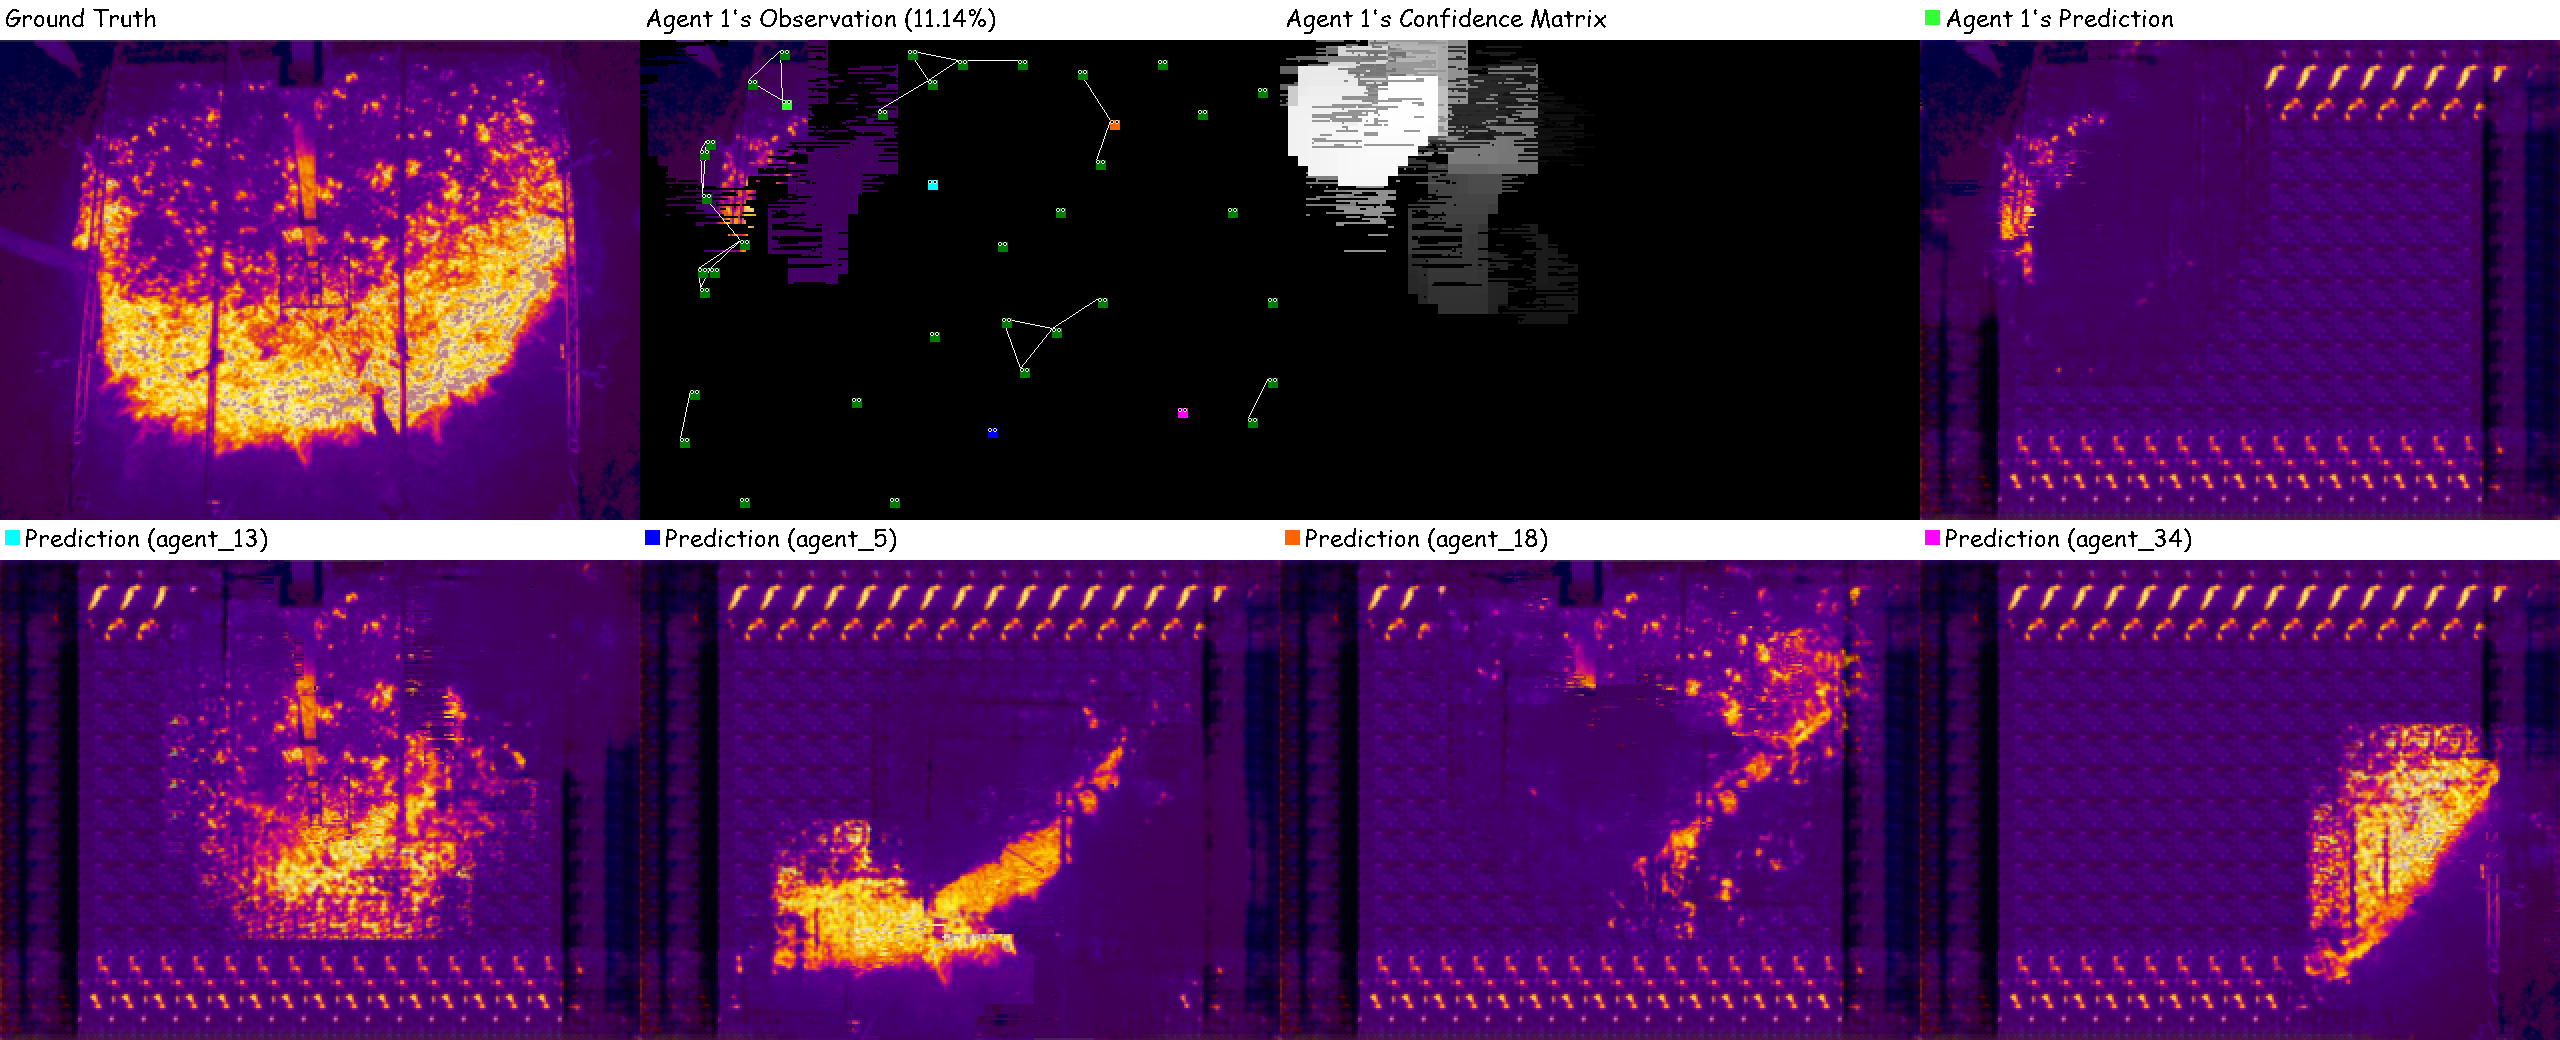 Ground Truth
Agent 1's Observation (11.14%)
Agent 1's Confidence Matrix
Agent 1's Prediction
Prediction (agent_13)
Prediction (agent_5)
Prediction (agent_18)
Prediction (agent_34)